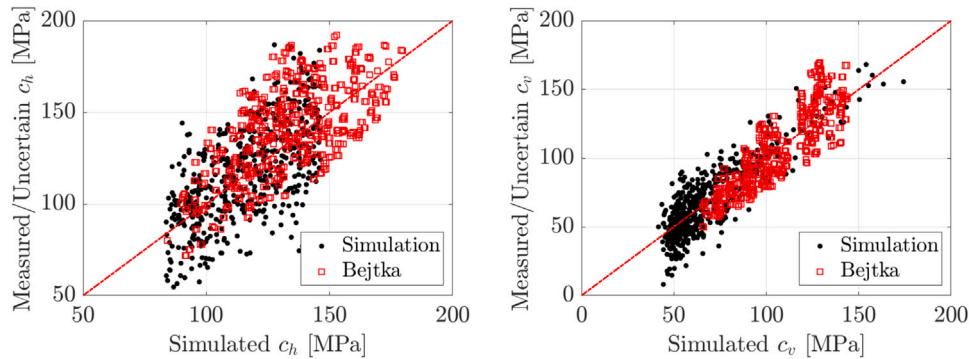 Measured/Uncertain c_h [MPa]
200
150
100
50
50 100 150 200
Simulated c_h [MPa]
Simulation
Bejtka
Measured/Uncertain c_v [MPa]
200
150
100
50
0
0 50 100 150 200
Simulated c_v [MPa]
Simulation
Bejtka